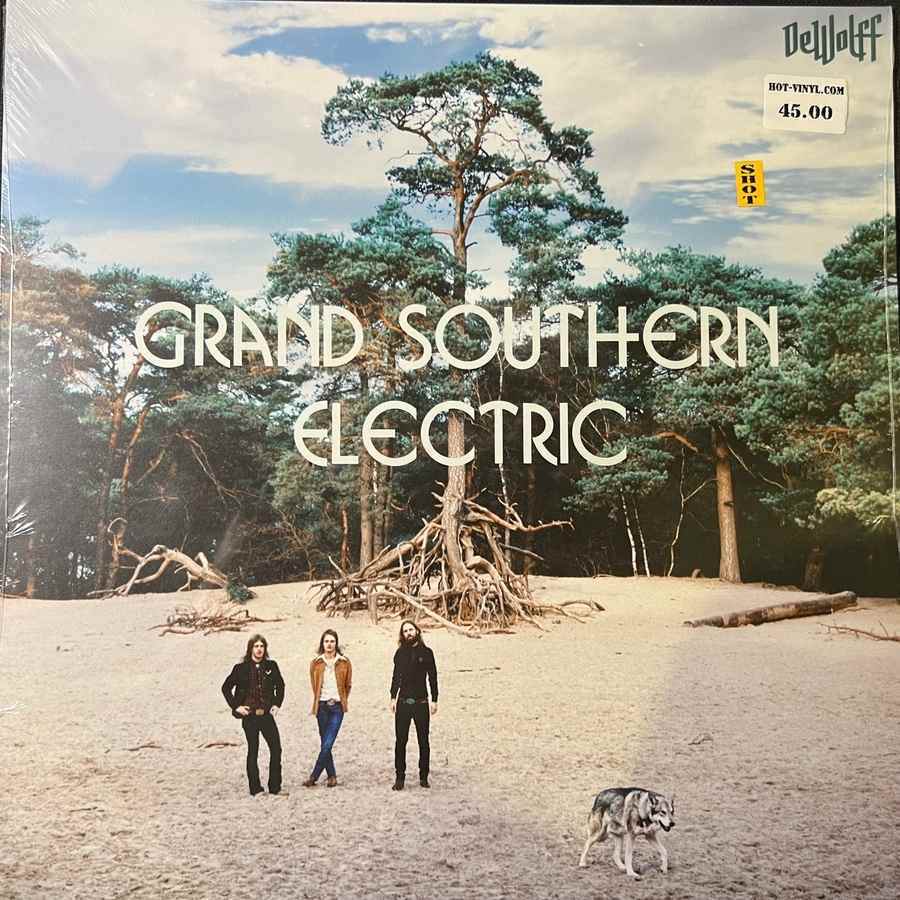 DeWolff
HOT-VINYL.COM
45.00
SHOT
GRAND SOUTHERN
ELECTRIC